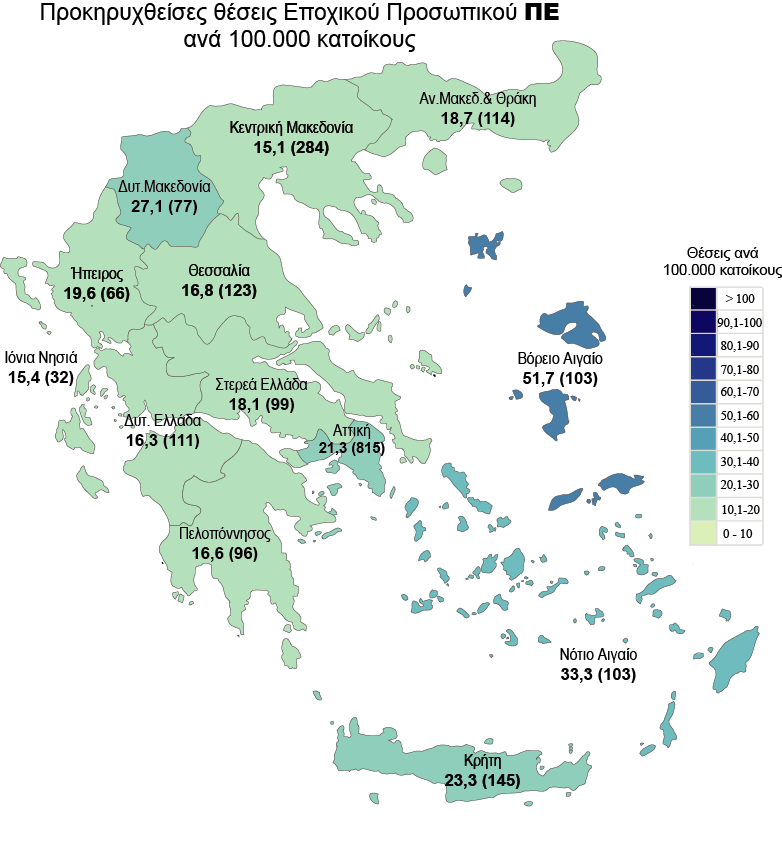 Προκηρυχθείσες θέσεις Εποχικού Προσωπικού ΠΕ
ανά 100.000 κατοίκους
Αν.Μακεδ.& Θράκη
18,7 (114)
Κεντρική Μακεδονία
15,1 (284)
Δυτ.Μακεδονία
27,1 (77)
Ήπειρος
19,6 (66)
Θεσσαλία
16,8 (123)
Ιόνια Νησιά
15,4 (32)
Στερεά Ελλάδα
18,1 (99)
Δυτ. Ελλάδα
16,3 (111)
Αττική
21,3 (815)
Πελοπόννησος
16,6 (96)
Βόρειο Αιγαίο
51,7 (103)
Νότιο Αιγαίο
33,3 (103)
Κρήτη
23,3 (145)
Θέσεις ανά
100.000 κατοίκους
> 100
90,1-100
80,1-90
70,1-80
60,1-70
50,1-60
40,1-50
30,1-40
20,1-30
10,1-20
0 - 10